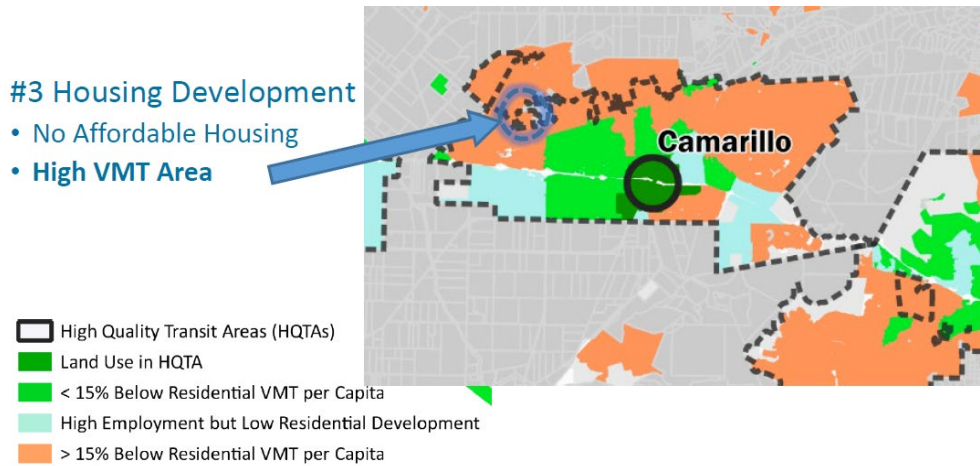 #3 Housing Development
• No Affordable Housing
• High VMT Area
Camarillo
High Quality Transit Areas (HQTAs)
Land Use in HQTA
< 15% Below Residential VMT per Capita
High Employment but Low Residential Development
> 15% Below Residential VMT per Capita